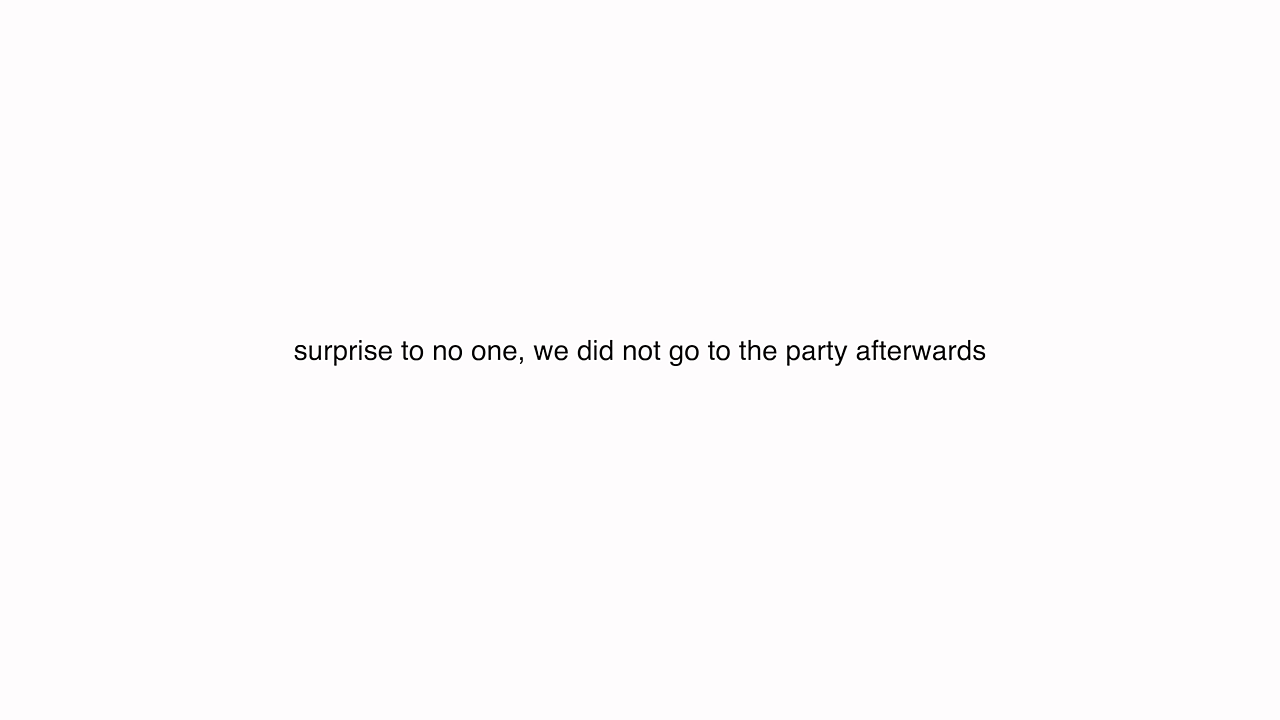 surprise to no one, we did not go to the party afterwards